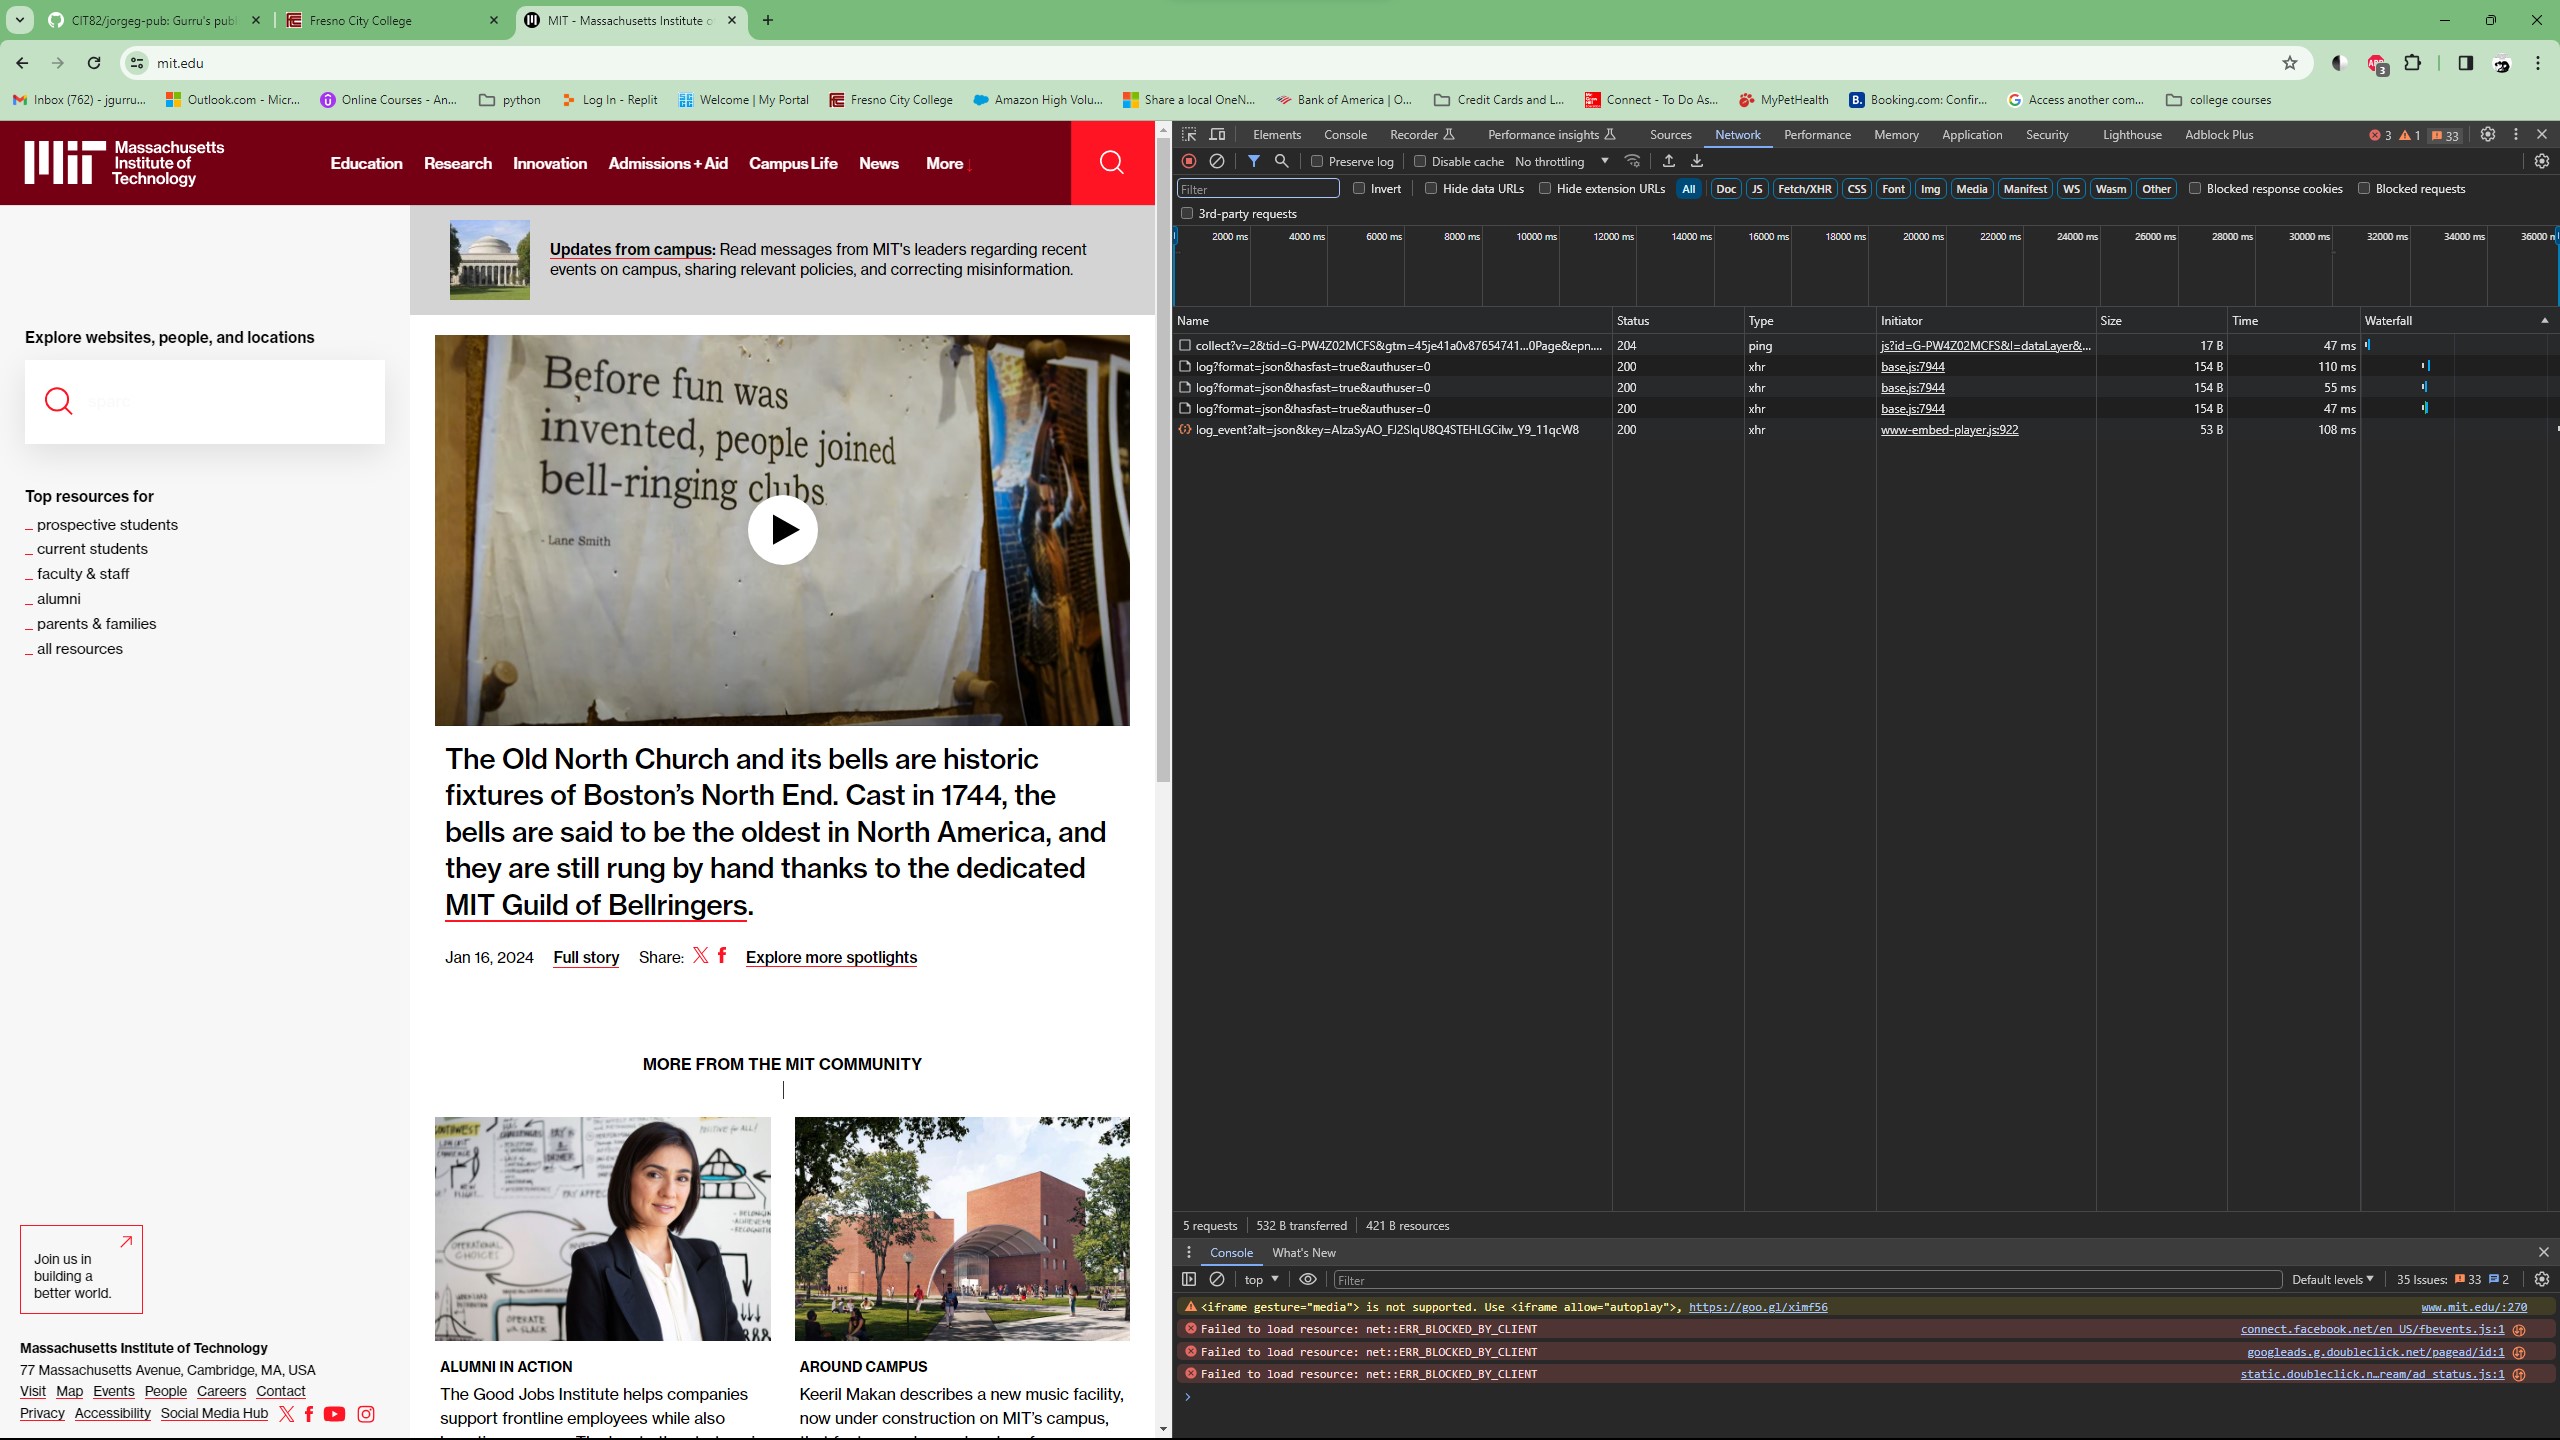 CIT82/jorgeg-pub: Gurru's publ
Fresno City College
MIT - Massachusetts Institute o
mit.edu
Inbox (762) - jgurru...
Outlook.com - Micr...
Online Courses - An...
python
Log In - Replit
Welcome | My Portal
Fresno City College
Amazon High Volu...
Share a local OneN...
Bank of America | O...
Credit Cards and L...
Connect - To Do As...
MyPetHealth
Booking.com: Confir...
Access another com...
college courses
Massachusetts
Institute of
Technology
Education Research Innovation Admissions + Aid Campus Life News More ↓
Updates from campus: Read messages from MIT's leaders regarding recent
events on campus, sharing relevant policies, and correcting misinformation.
Explore websites, people, and locations
Top resources for
_ prospective students
_ current students
_ faculty & staff
_ alumni
_ parents & families
_ all resources
Before fun was
invented, people joined
bell-ringing clubs
- Lane Smith
The Old North Church and its bells are historic
fixtures of Boston’s North End. Cast in 1744, the
bells are said to be the oldest in North America, and
they are still rung by hand thanks to the dedicated
MIT Guild of Bellringers.
Jan 16, 2024 Full story Share: Explore more spotlights
MORE FROM THE MIT COMMUNITY
OPERATIONAL
CHOICES
OPERATE
W/ SLACK
ALUMNI IN ACTION
The Good Jobs Institute helps companies
support frontline employees while also
AROUND CAMPUS
Keeril Makan describes a new music facility,
now under construction on MIT’s campus,
Join us in
building a
better world.
Massachusetts Institute of Technology
77 Massachusetts Avenue, Cambridge, MA, USA
Visit Map Events People Careers Contact
Privacy Accessibility Social Media Hub
Elements Console Recorder Performance insights Sources Network Performance Memory Application Security Lighthouse Adblock Plus 3 1 33
Preserve log Disable cache No throttling
Filter Invert Hide data URLs Hide extension URLs All Doc JS Fetch/XHR CSS Font Img Media Manifest WS Wasm Other Blocked response cookies Blocked requests
3rd-party requests
2000 ms 4000 ms 6000 ms 8000 ms 10000 ms 12000 ms 14000 ms 16000 ms 18000 ms 20000 ms 22000 ms 24000 ms 26000 ms 28000 ms 30000 ms 32000 ms 34000 ms 36000 m
Name Status Type Initiator Size Time Waterfall
collect?v=2&tid=G-PW4Z02MCFS&gtm=45je41a0v87654741...0Page&epn.... 204 ping js?id=G-PW4Z02MCFS&l=dataLayer&... 17 B 47 ms
log?format=json&hasfast=true&authuser=0 200 xhr base.js:7944 154 B 110 ms
log?format=json&hasfast=true&authuser=0 200 xhr base.js:7944 154 B 55 ms
log?format=json&hasfast=true&authuser=0 200 xhr base.js:7944 154 B 47 ms
log_event?alt=json&key=AIzaSyAO_FJ2SlqU8Q4STEHLGCilw_Y9_11qcW8 200 xhr www-embed-player.js:922 53 B 108 ms
5 requests 532 B transferred 421 B resources
Console What's New
top Filter Default levels 35 Issues: 33 2
<iframe gesture="media"> is not supported. Use <iframe allow="autoplay">, https://goo.gl/ximf56 www.mit.edu/:270
Failed to load resource: net::ERR_BLOCKED_BY_CLIENT connect.facebook.net/en_US/fbevents.js:1
Failed to load resource: net::ERR_BLOCKED_BY_CLIENT googleads.g.doubleclick.net/pagead/id:1
Failed to load resource: net::ERR_BLOCKED_BY_CLIENT static.doubleclick.n…ream/ad_status.js:1